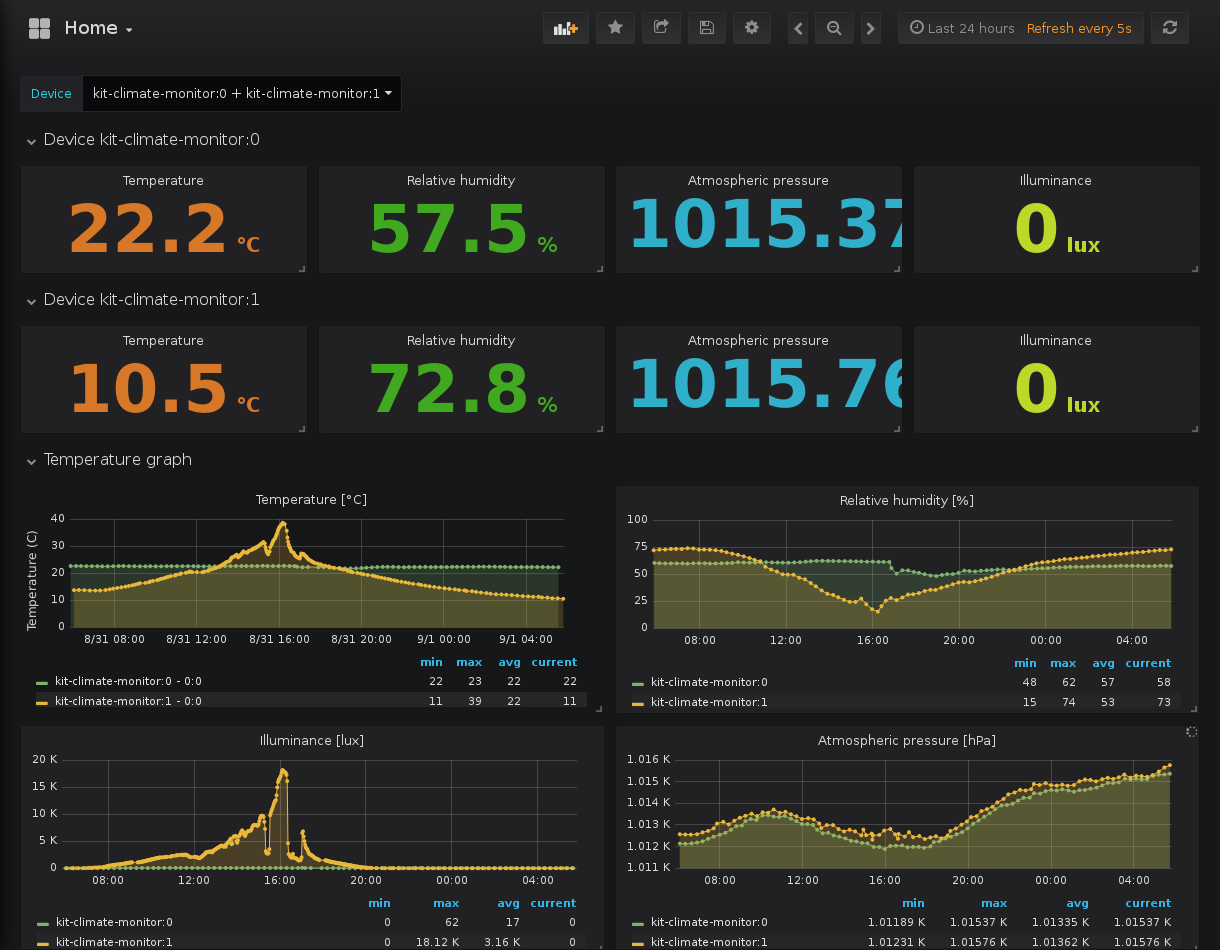 Home
Last 24 hours Refresh every 5s
Device kit-climate-monitor:0 + kit-climate-monitor:1
Device kit-climate-monitor:0
Temperature Relative humidity Atmospheric pressure Illuminance
22.2 °C 57.5 % 1015.37 0 lux
Device kit-climate-monitor:1
Temperature Relative humidity Atmospheric pressure Illuminance
10.5 °C 72.8 % 1015.76 0 lux
Temperature graph
Temperature [°C]
Temperature (C)
40
30
20
10
0
8/31 08:00 8/31 12:00 8/31 16:00 8/31 20:00 9/1 00:00 9/1 04:00
min max avg current
kit-climate-monitor:0 - 0:0 22 23 22 22
kit-climate-monitor:1 - 0:0 11 39 22 11
Relative humidity [%]
100
75
50
25
0
08:00 12:00 16:00 20:00 00:00 04:00
min max avg current
kit-climate-monitor:0 48 62 57 58
kit-climate-monitor:1 15 74 53 73
Illuminance [lux]
20 K
15 K
10 K
5 K
0
08:00 12:00 16:00 20:00 00:00 04:00
min max avg current
kit-climate-monitor:0 0 62 17 0
kit-climate-monitor:1 0 18.12 K 3.16 K 0
Atmospheric pressure [hPa]
1.016 K
1.015 K
1.014 K
1.013 K
1.012 K
1.011 K
08:00 12:00 16:00 20:00 00:00 04:00
min max avg current
kit-climate-monitor:0 1.01189 K 1.01537 K 1.01335 K 1.01537 K
kit-climate-monitor:1 1.01231 K 1.01576 K 1.01362 K 1.01576 K